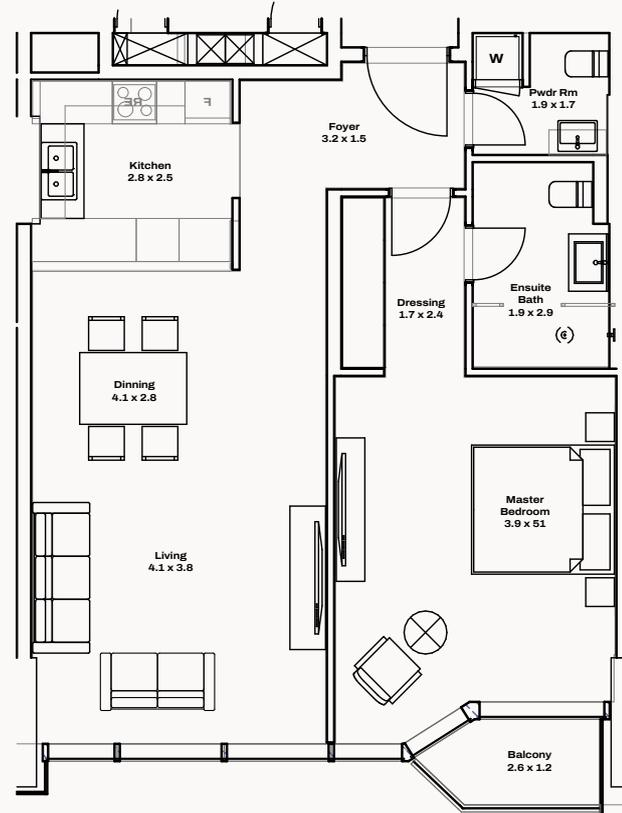 W
Pwdr Rm
1.9 x 1.7
RE
F
Foyer
3.2 x 1.5
Kitchen
2.8 x 2.5
Ensuite
Bath
1.9 x 2.9
Dressing
1.7 x 2.4
Dinning
4.1 x 2.8
Master
Bedroom
3.9 x 51
Living
4.1 x 3.8
Balcony
2.6 x 1.2